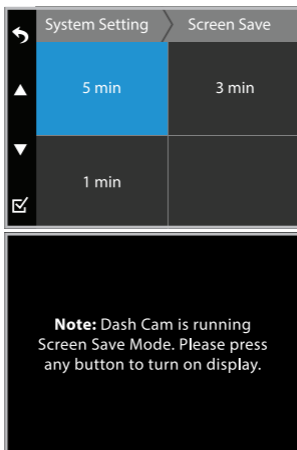 System Setting
Screen Save
5 min
3 min
1 min
Note: Dash Cam is running
Screen Save Mode. Please press
any button to turn on display.